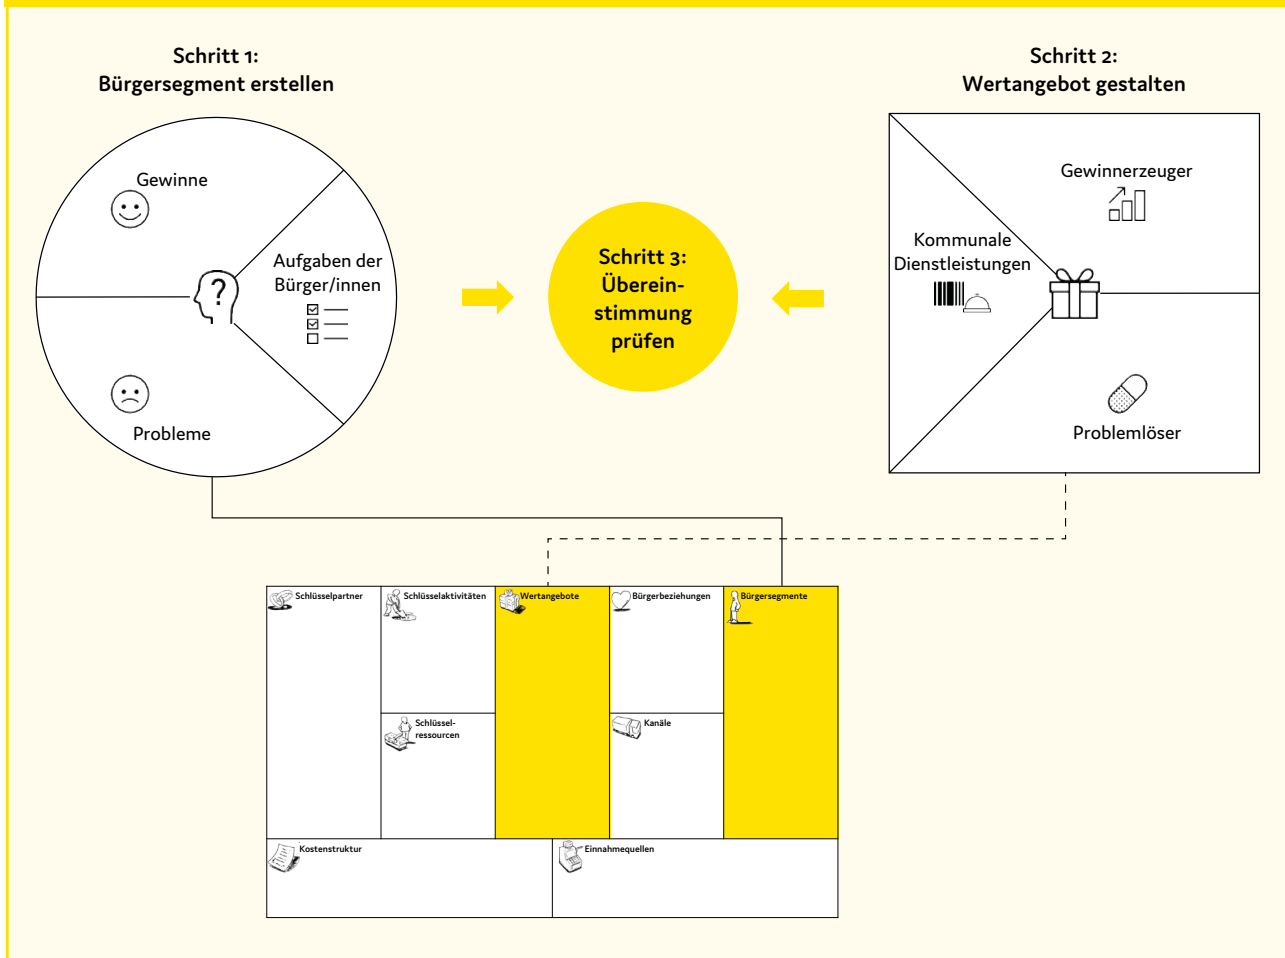 Schritt 1:
Bürgersegment erstellen
Gewinne
Aufgaben der
Bürger/innen
Probleme
?
Schritt 3:
Überein-
stimmung
prüfen
Schritt 2:
Wertangebot gestalten
Gewinnerzeuger
Kommunale
Dienstleistungen
Problemlöser
Schlüsselpartner
Schlüsselaktivitäten
Schlüssel-
ressourcen
Wertangebote
Bürgerbeziehungen
Kanäle
Bürgersegmente
Kostenstruktur
Einnahmequellen